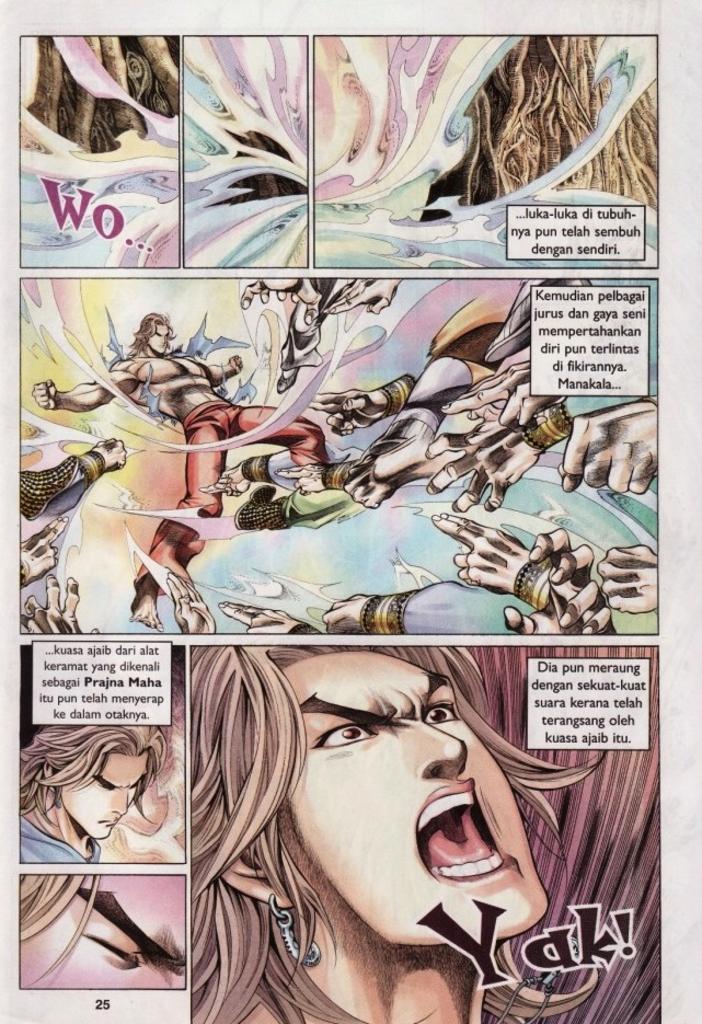 Wo...
...luka-luka di tubuh-
nya pun telah sembuh
dengan sendiri.
Kemudian pelbagai
jurus dan gaya seni
mempertahankan
diri pun terlintas
di fikirannya.
Manakala...
...kuasa ajaib dari alat
keramat yang dikenali
sebagai Prajna Maha
itu pun telah menyerap
ke dalam otaknya.
Dia pun meraung
dengan sekuat-kuat
suara kerana telah
terangsang oleh
kuasa ajaib itu.
Yak!
25